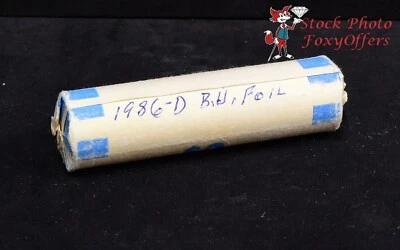 Stock Photo
FoxyOffers
1986-D B.U. FOIL